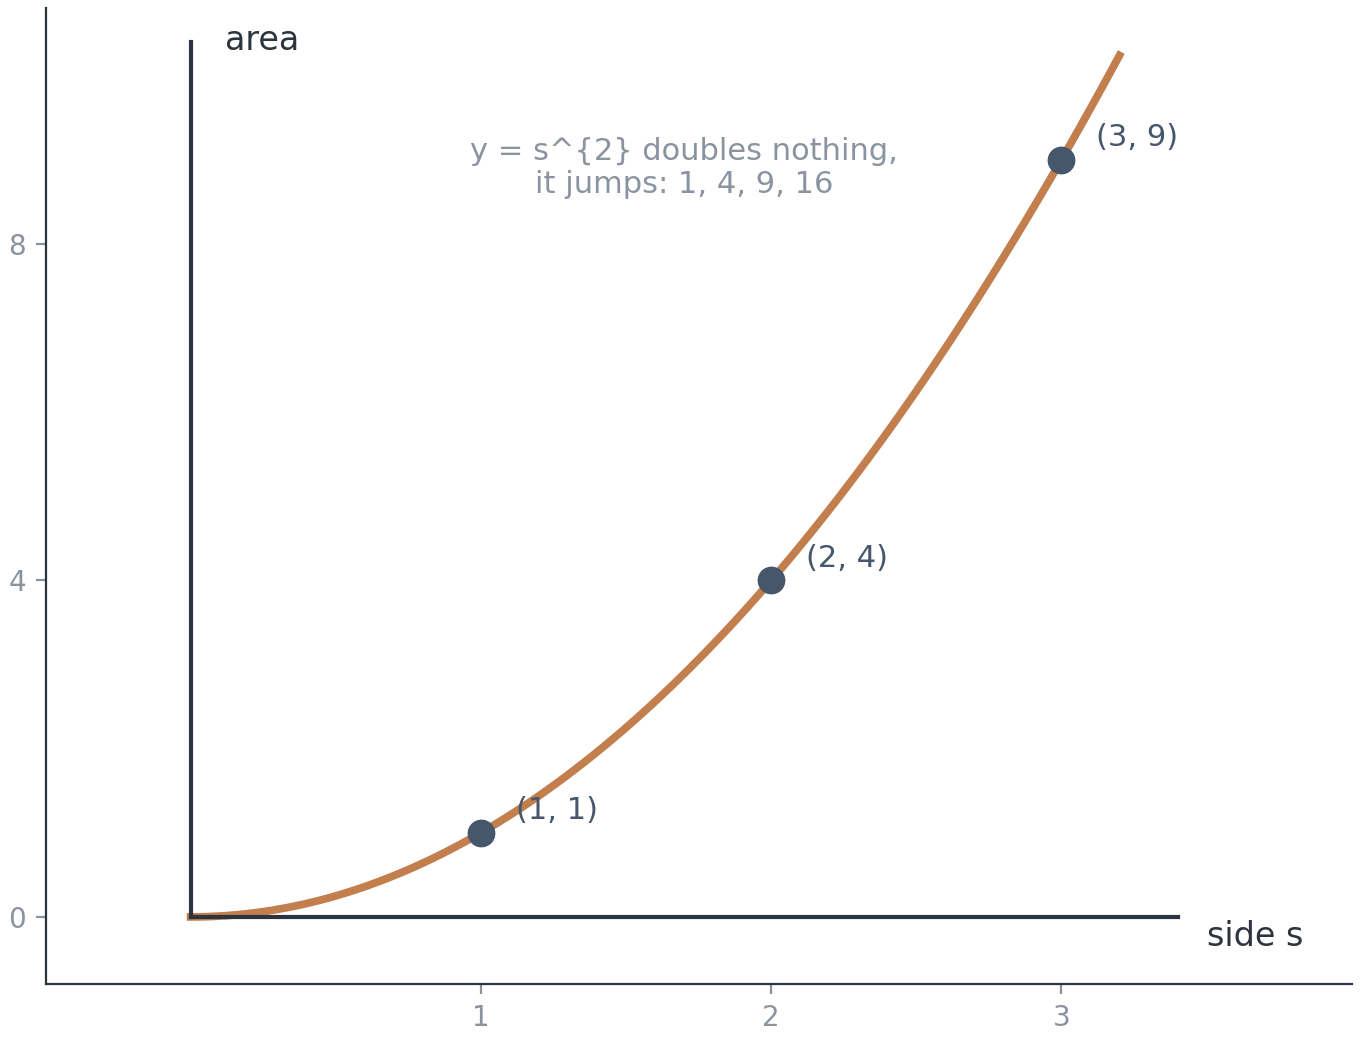 area
y = s^{2} doubles nothing,
it jumps: 1, 4, 9, 16
(3, 9)
8
(2, 4)
4
(1, 1)
0
side s
1 2 3